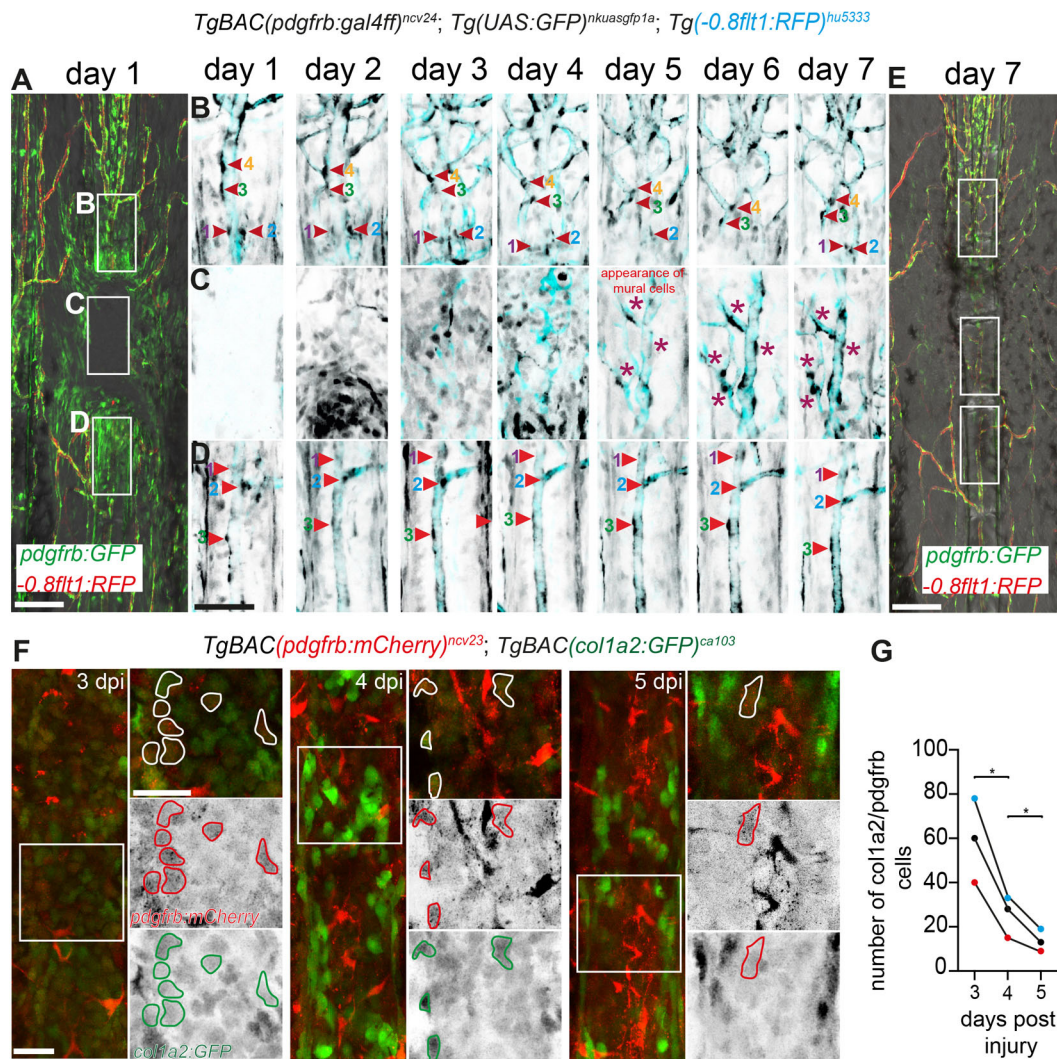 TgBAC(pdgfrb:gal4ff)ncv24; Tg(UAS:GFP)nkuasgfp1a; Tg(-0.8flt1:RFP)hu5333
A day 1 day 1 day 2 day 3 day 4 day 5 day 6 day 7 E day 7
B
B
4
3
1 2
4
3
1 2
4
3
1 2
4
3
1 2
4
3
2
4
3
4
3
1 2
C
C
appearance of
mural cells
* * * *
* * * * *
* * * * *
D
D
1
2
3
1
2
3
1
2
3
1
2
3
1
2
3
1
2
3
1
2
3
pdgfrb:GFP
-0.8flt1:RFP
pdgfrb:GFP
-0.8flt1:RFP
TgBAC(pdgfrb:mCherry)ncv23; TgBAC(col1a2:GFP)ca103
F
3 dpi
4 dpi
5 dpi
pdgfrb:mCherry
col1a2:GFP
G
number of col1a2/pdgfrb
cells
100
80
60
40
20
0
* *
3 4 5
days post
injury